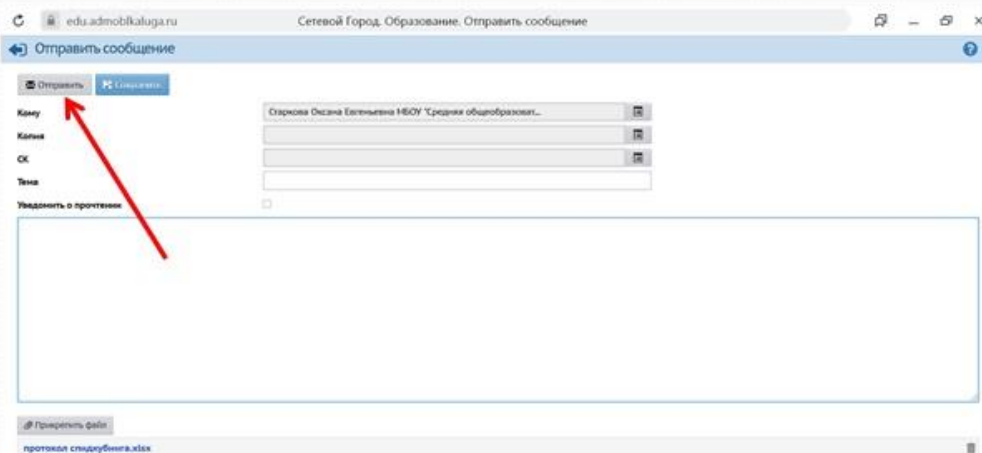 edu.admoblkaluga.ru Сетевой Город. Образование. Отправить сообщение
Отправить сообщение
Отправить Сохранить
Кому Старкова Оксана Евгеньевна МБОУ "Средняя общеобразоват...
Копия
СК
Тема
Уведомить о прочтении
Прикрепить файл
протокол спидкубинга.xlsx